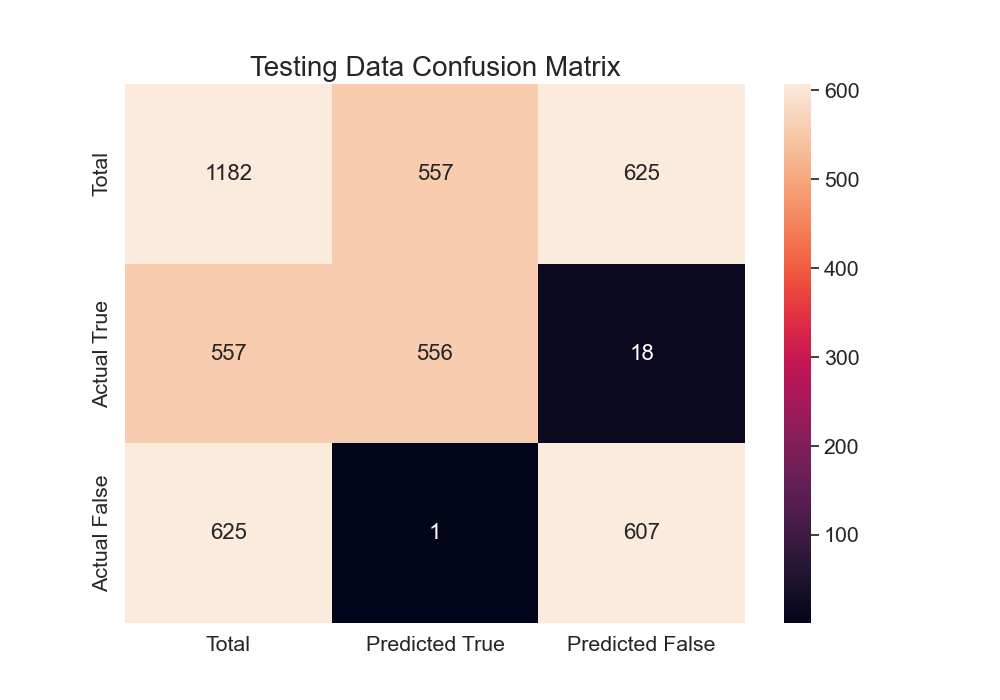 Testing Data Confusion Matrix
Total
1182
557
625
Actual True
557
556
18
Actual False
625
1
607
Total
Predicted True
Predicted False
600
500
400
300
200
100